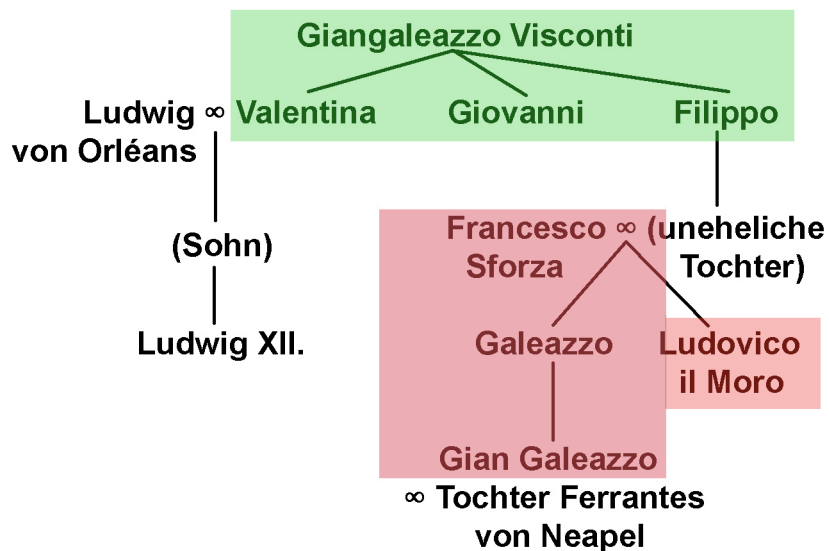 Giangaleazzo Visconti
Ludwig ∞ Valentina Giovanni Filippo
von Orléans
(Sohn) Francesco ∞ (uneheliche
Sforza Tochter)
Ludwig XII. Galeazzo Ludovico
il Moro
Gian Galeazzo
∞ Tochter Ferrantes
von Neapel